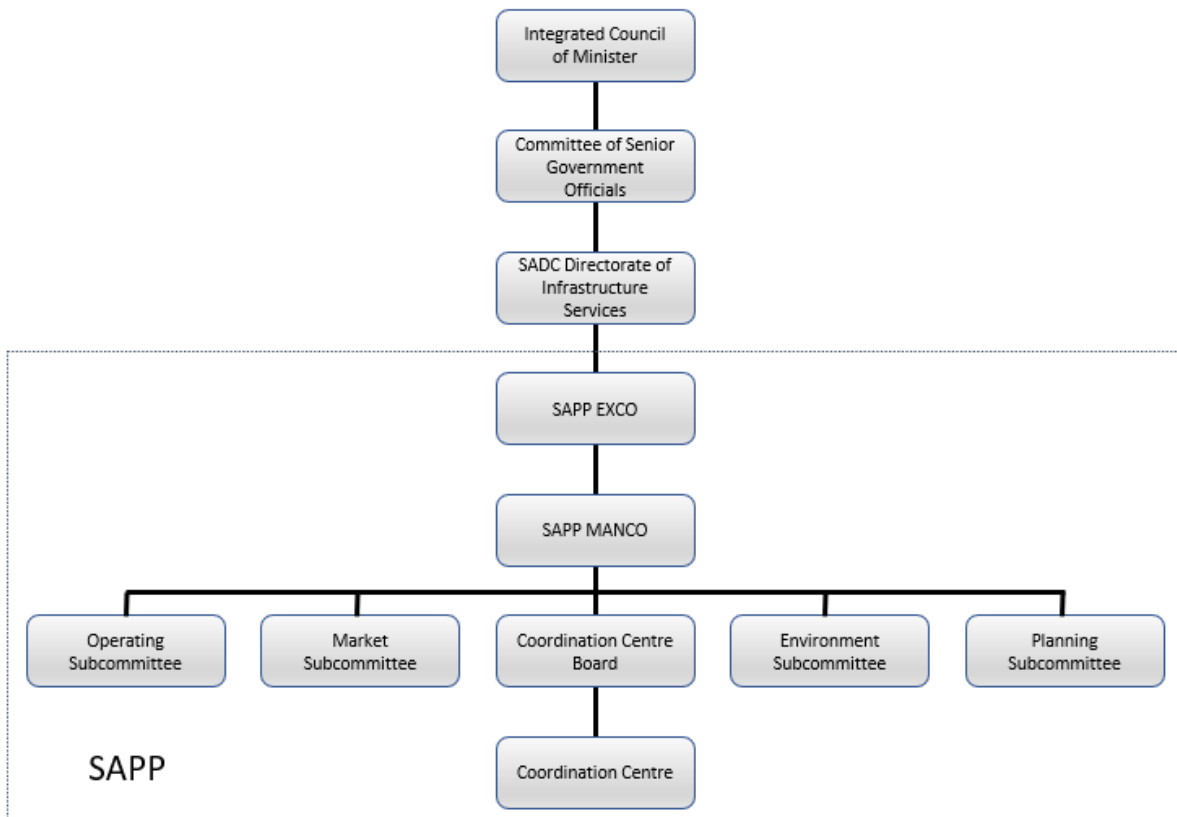 Integrated Council
of Minister
Committee of Senior
Government
Officials
SADC Directorate of
Infrastructure
Services
SAPP EXCO
SAPP MANCO
Operating
Subcommittee
Market
Subcommittee
Coordination Centre
Board
Environment
Subcommittee
Planning
Subcommittee
SAPP
Coordination Centre